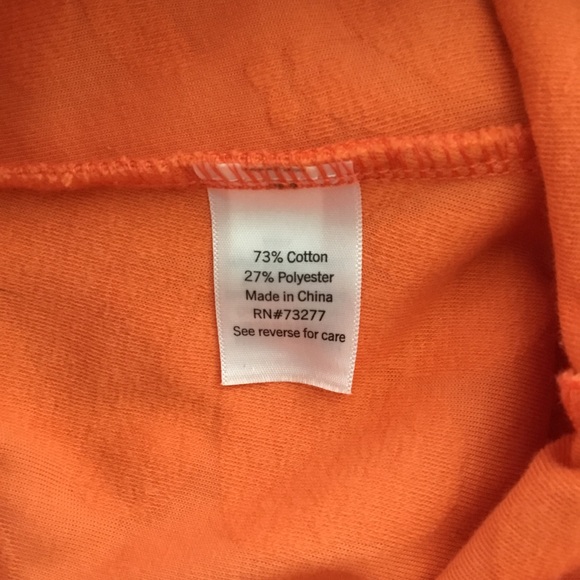 73% Cotton
27% Polyester
Made in China
RN#73277
See reverse for care